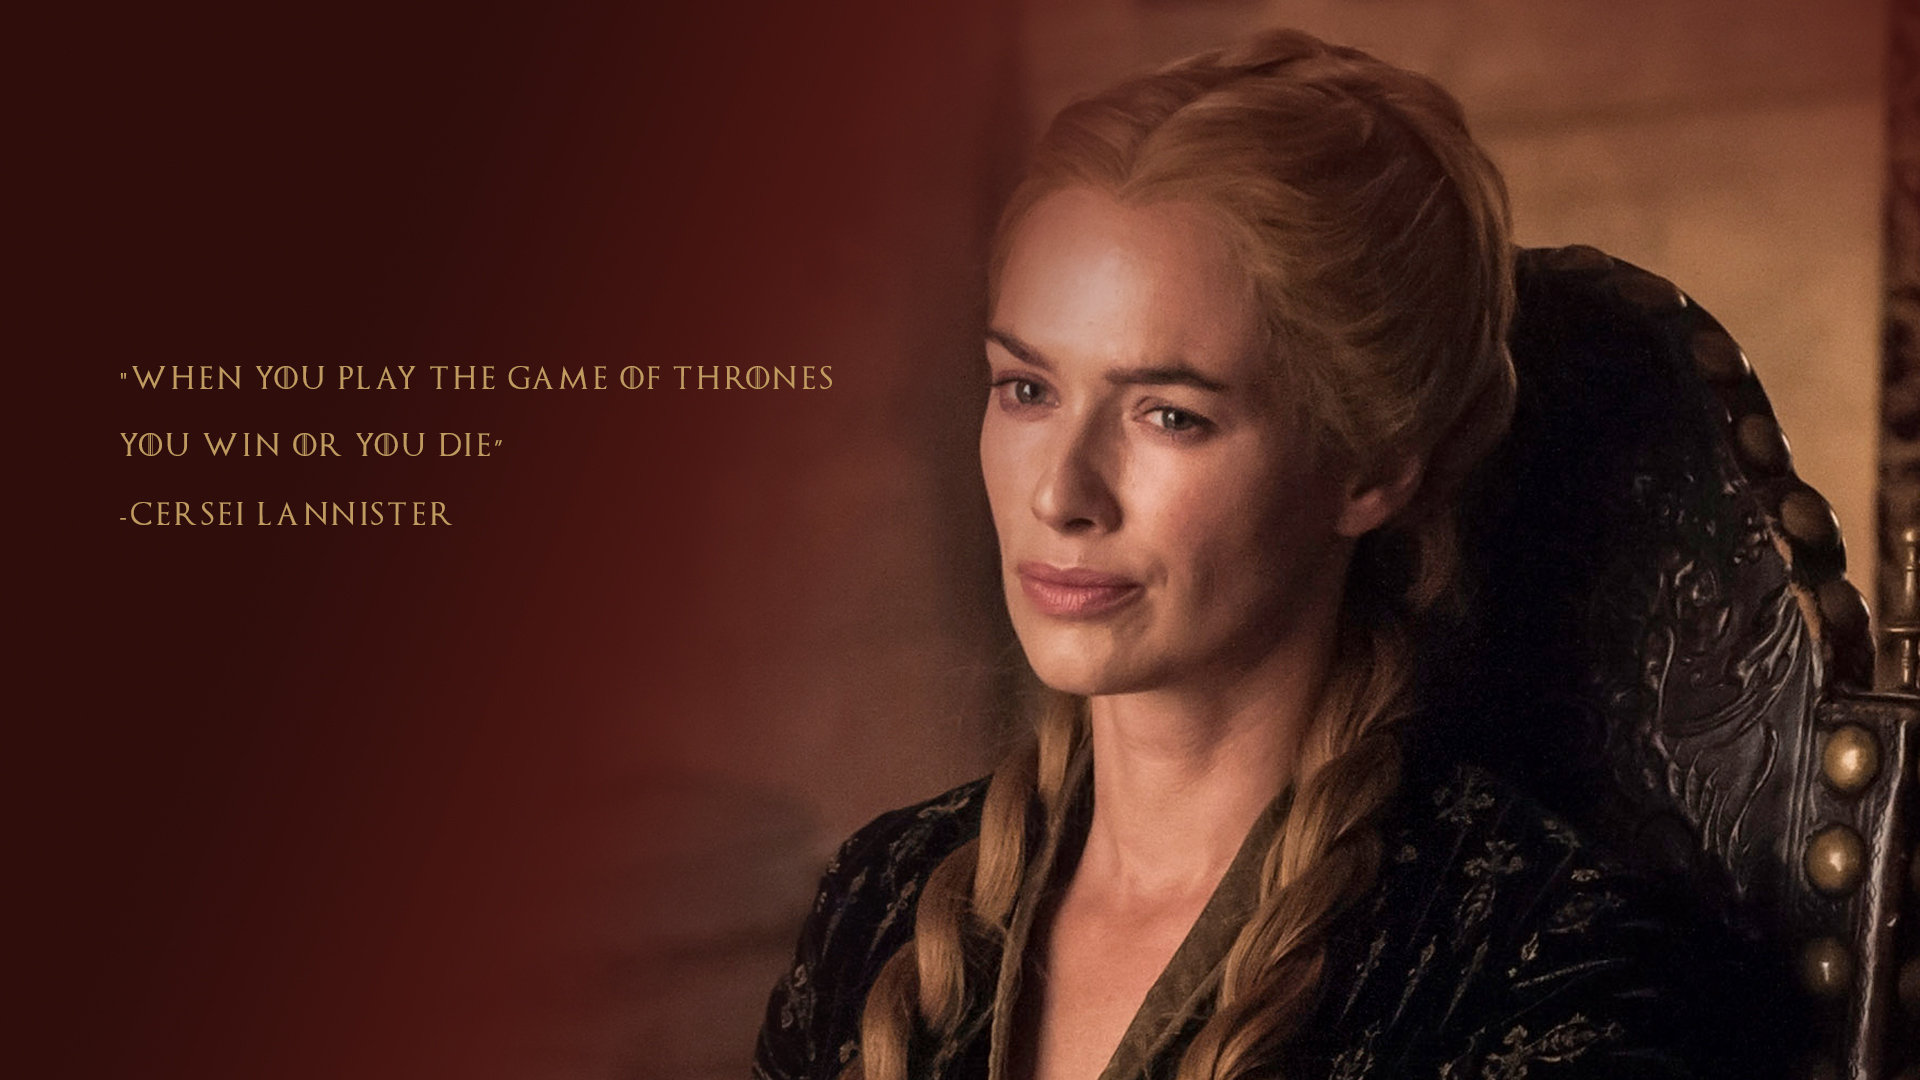 "WHEN YOU PLAY THE GAME OF THRONES
YOU WIN OR YOU DIE"
-CERSEI LANNISTER